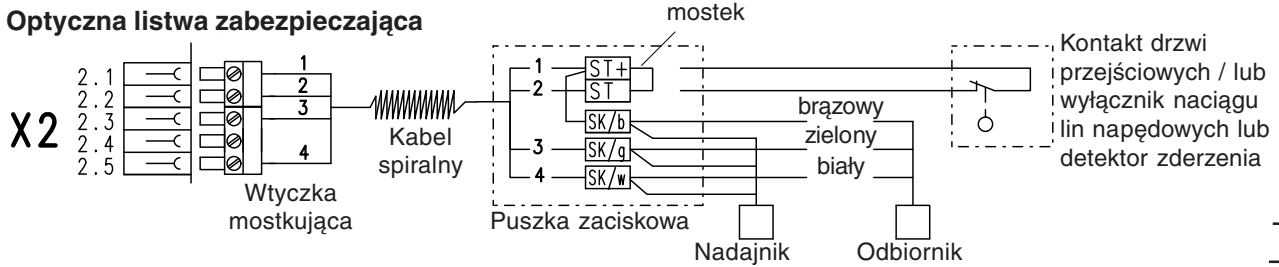 Optyczna listwa zabezpieczająca
mostek
X2
2.1
2.2
2.3
2.4
2.5
1
2
3
4
Wtyczka
mostkująca
Kabel
spiralny
1
2
3
4
ST+
ST
SK/b
SK/g
SK/w
Puszka zaciskowa
brązowy
zielony
biały
Nadajnik
Odbiornik
Kontakt drzwi
przejściowych / lub
wyłącznik naciągu
lin napędowych lub
detektor zderzenia